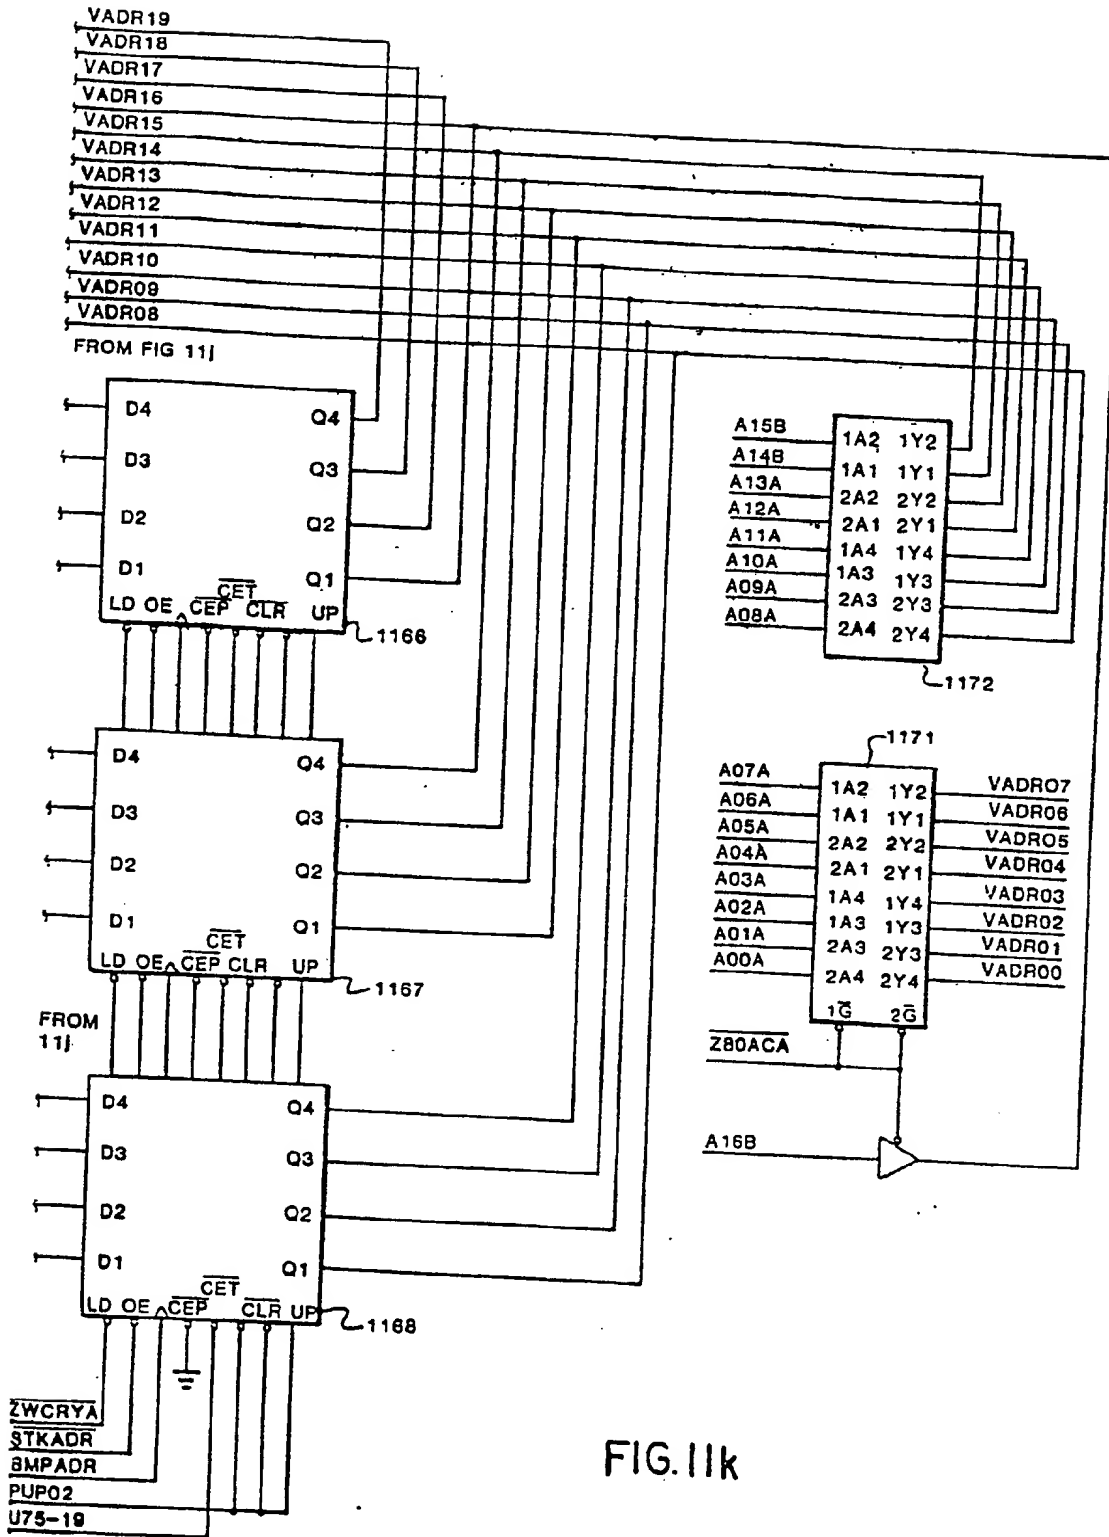 VADR19
VADR18
VADR17
VADR16
VADR15
VADR14
VADR13
VADR12
VADR11
VADR10
VADR09
VADR08
FROM FIG 11j
D4 Q4
D3 Q3
D2 Q2
D1 Q1
CET
LD OE CEP CLR UP
1166
D4 Q4
D3 Q3
D2 Q2
D1 Q1
CET
LD OE CEP CLR UP
1167
FROM
11j
D4 Q4
D3 Q3
D2 Q2
D1 Q1
CET
LD OE CEP CLR UP
1168
ZWCRYA
STKADR
BMPADR
PUP02
U75-19
A15B 1A2 1Y2
A14B 1A1 1Y1
A13A 2A2 2Y2
A12A 2A1 2Y1
A11A 1A4 1Y4
A10A 1A3 1Y3
A09A 2A3 2Y3
A08A 2A4 2Y4
1172
1171
A07A 1A2 1Y2 VADR07
A06A 1A1 1Y1 VADR06
A05A 2A2 2Y2 VADR05
A04A 2A1 2Y1 VADR04
A03A 1A4 1Y4 VADR03
A02A 1A3 1Y3 VADR02
A01A 2A3 2Y3 VADR01
A00A 2A4 2Y4 VADR00
1G 2G
Z80ACA
A16B
FIG.11k